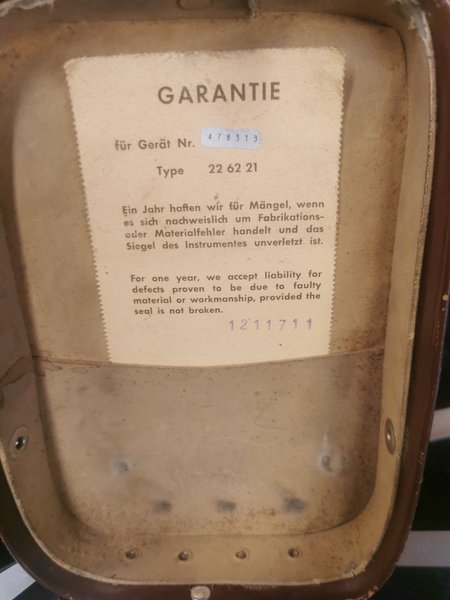 GARANTIE
für Gerät Nr. 478313
Type 22 62 21
Ein Jahr haften wir für Mängel, wenn
es sich nachweislich um Fabrikations-
oder Materialfehler handelt und das
Siegel des Instrumentes unverletzt ist.
For one year, we accept liability for
defects proven to be due to faulty
material or workmanship, provided the
seal is not broken.
1211711